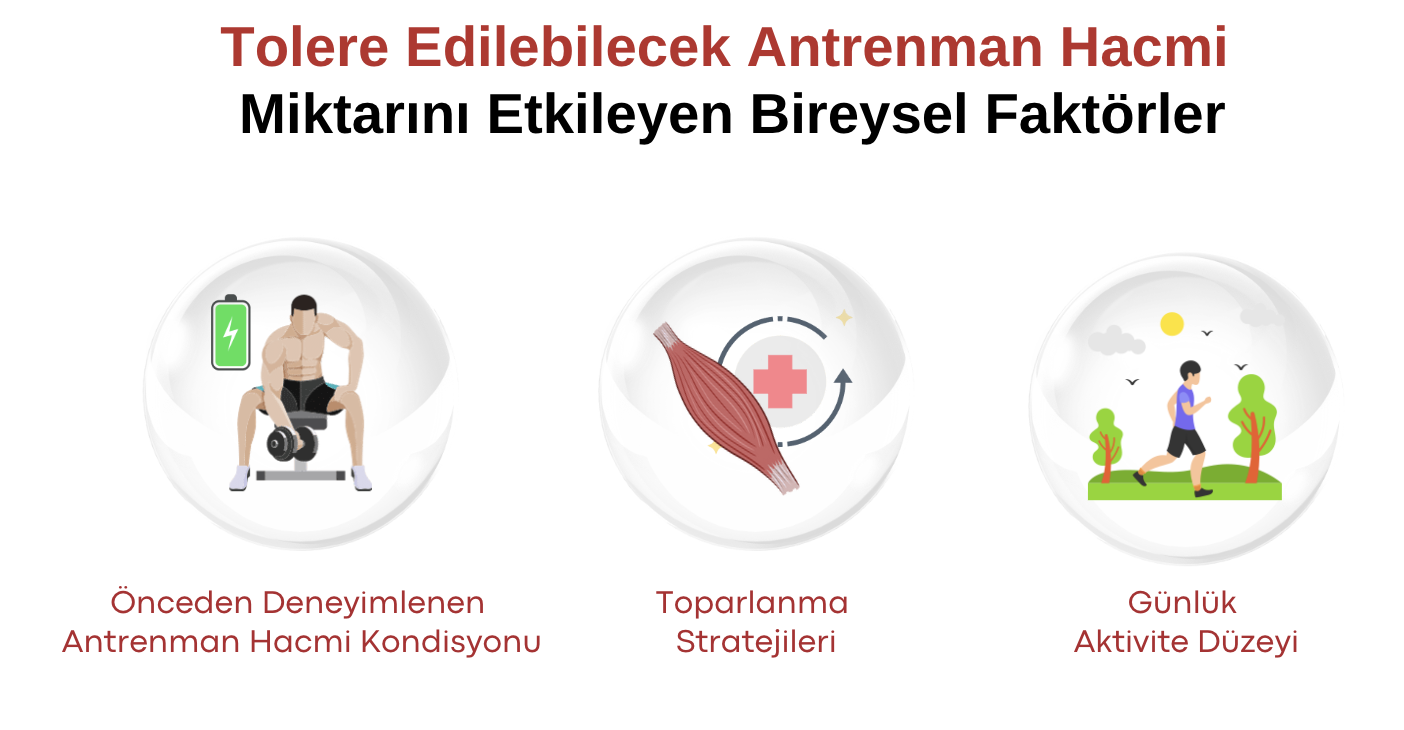 Tolere Edilebilecek Antrenman Hacmi
Miktarını Etkileyen Bireysel Faktörler
Önceden Deneyimlenen
Antrenman Hacmi Kondisyonu
Toparlanma
Stratejileri
Günlük
Aktivite Düzeyi